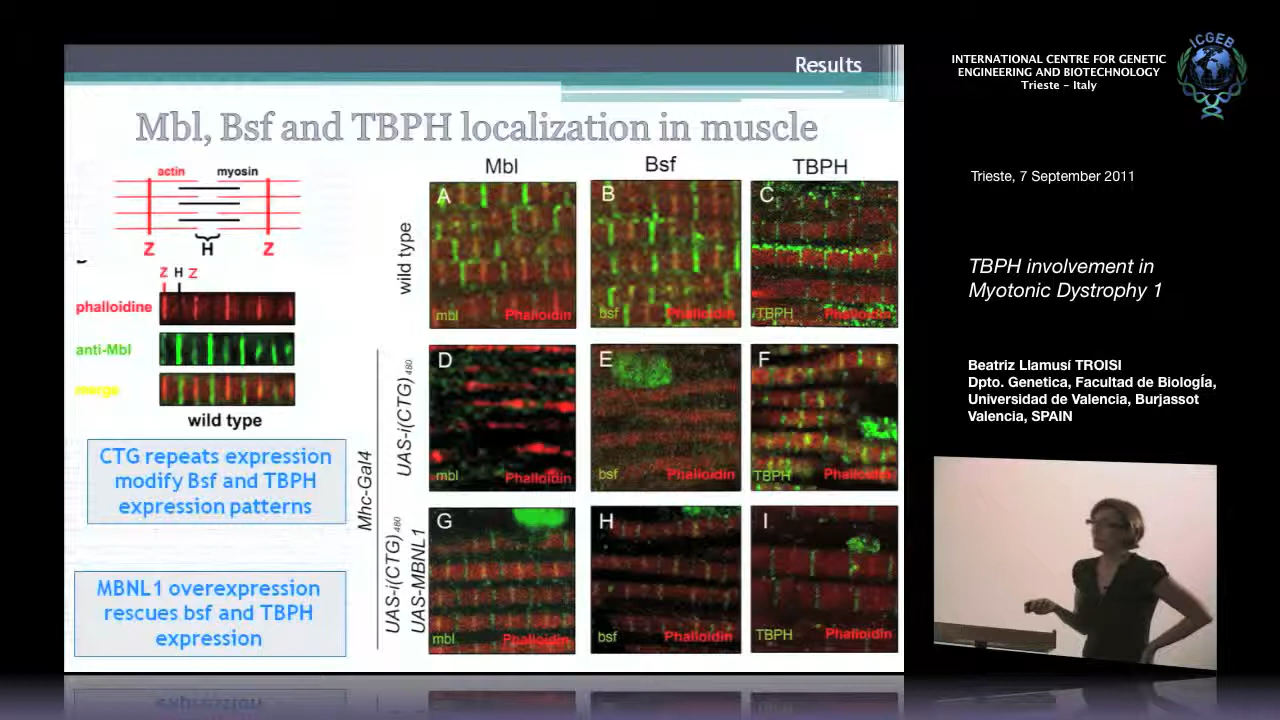 Results
Mbl, Bsf and TBPH localization in muscle
actin myosin
Z H Z
Z H Z
phalloidine
anti-Mbl
merge
wild type
CTG repeats expression
modify Bsf and TBPH
expression patterns
MBNL1 overexpression
rescues bsf and TBPH
expression
Mbl Bsf TBPH
wild type
A
mbl Phalloidin
B
bsf Phalloidin
C
TBPH Phalloidin
Mhc-Gal4
UAS-i(CTG)480
D
mbl Phalloidin
E
bsf Phalloidin
F
TBPH Phalloidin
UAS-i(CTG)480
UAS-MBNL1
G
mbl Phalloidin
H
bsf Phalloidin
I
TBPH Phalloidin
INTERNATIONAL CENTRE FOR GENETIC
ENGINEERING AND BIOTECHNOLOGY
Trieste - Italy
ICGEB
Trieste, 7 September 2011
TBPH involvement in
Myotonic Dystrophy 1
Beatriz Llamusí TROISI
Dpto. Genetica, Facultad de BiologÍa,
Universidad de Valencia, Burjassot
Valencia, SPAIN